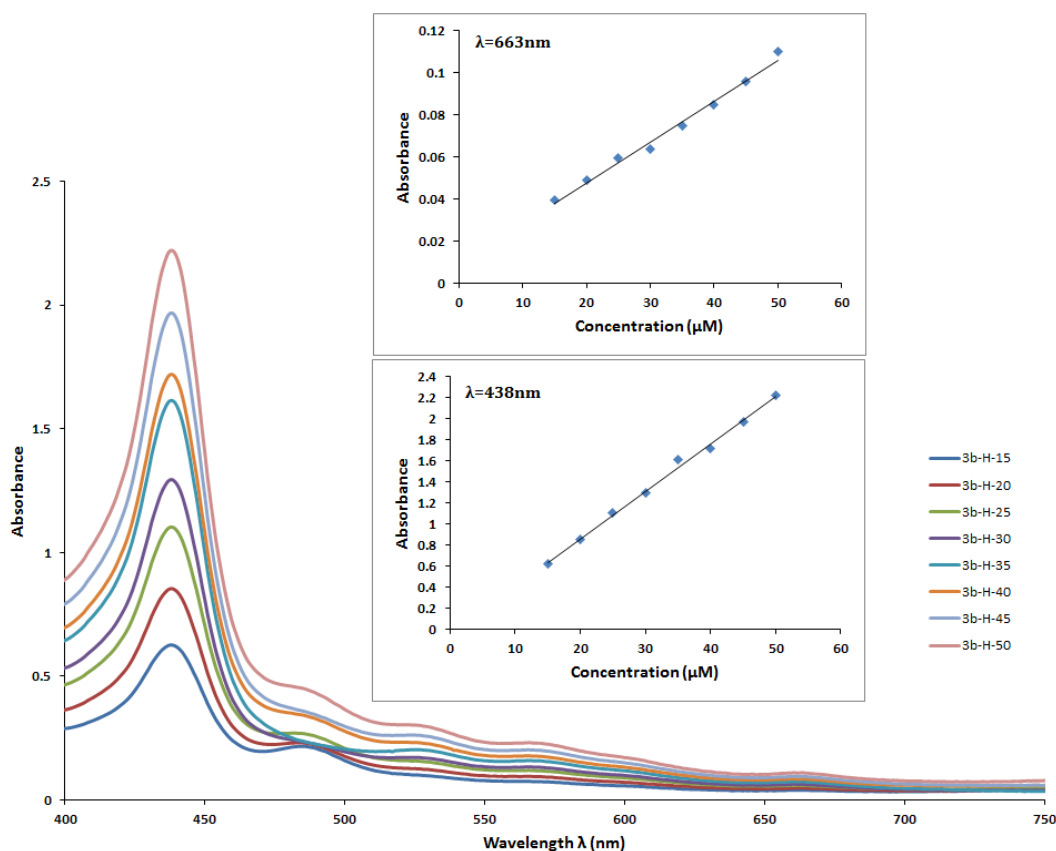 λ=663nm
0.12
0.1
0.08
0.06
0.04
0.02
0
Absorbance
0 10 20 30 40 50 60
Concentration (µM)
λ=438nm
2.4
2.2
2
1.8
1.6
1.4
1.2
1
0.8
0.6
0.4
0.2
0
Absorbance
0 10 20 30 40 50 60
Concentration (µM)
2.5
2
1.5
1
0.5
0
Absorbance
400 450 500 550 600 650 700 750
Wavelength λ (nm)
3b-H-15
3b-H-20
3b-H-25
3b-H-30
3b-H-35
3b-H-40
3b-H-45
3b-H-50